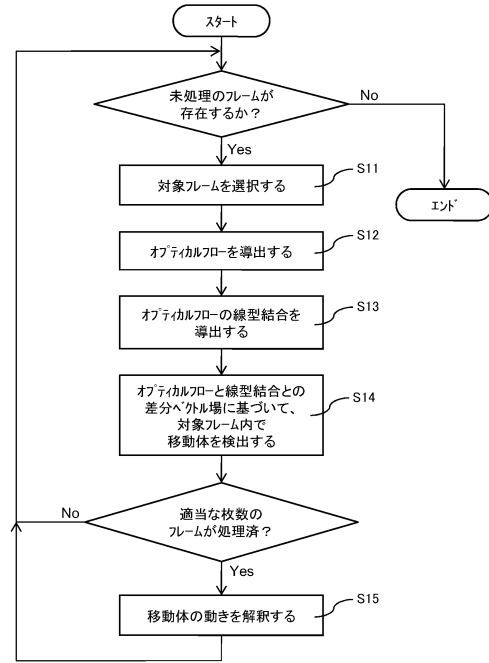 スタート
未処理のフレームが
存在するか？
No
Yes
対象フレームを選択する
S11
エンド
オプティカルフローを導出する
S12
オプティカルフローの線型結合を
導出する
S13
オプティカルフローと線型結合との
差分ベクトル場に基づいて、
対象フレーム内で
移動体を検出する
S14
適当な枚数の
フレームが処理済？
No
Yes
移動体の動きを解釈する
S15